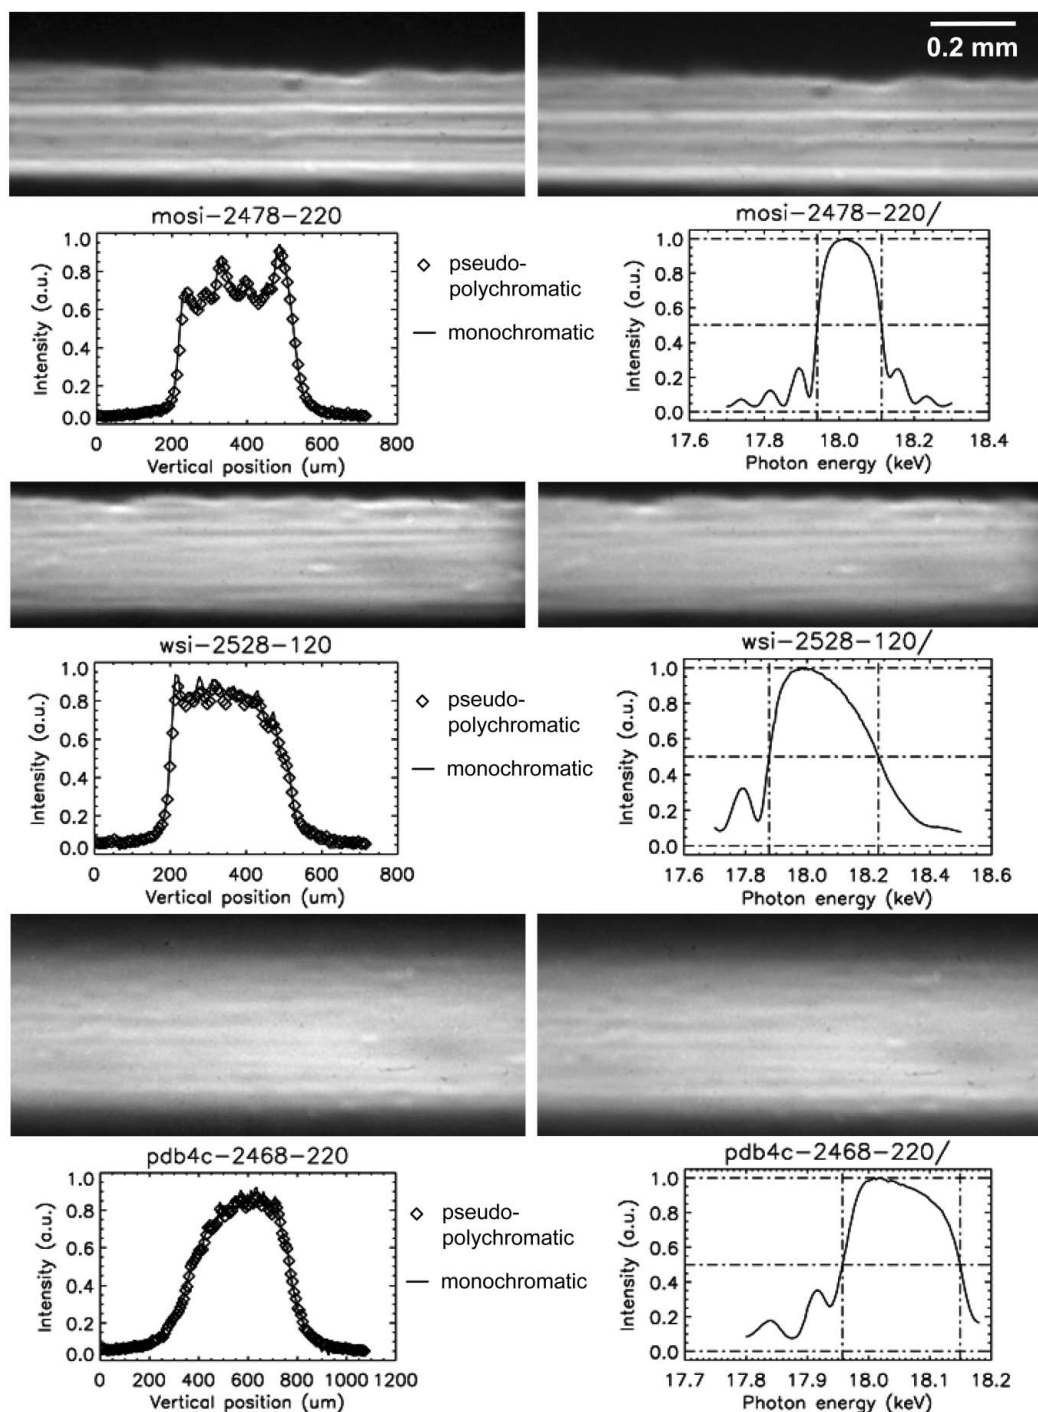 0.2 mm
mosi-2478-220
Intensity (a.u.)
1.0
0.8
0.6
0.4
0.2
0.0
0 200 400 600 800
Vertical position (um)
pseudo-
polychromatic
monochromatic
mosi-2478-220/
Intensity (a.u.)
1.0
0.8
0.6
0.4
0.2
0.0
17.6 17.8 18.0 18.2 18.4
Photon energy (keV)
wsi-2528-120
Intensity (a.u.)
1.0
0.8
0.6
0.4
0.2
0.0
0 200 400 600 800
Vertical position (um)
pseudo-
polychromatic
monochromatic
wsi-2528-120/
Intensity (a.u.)
1.0
0.8
0.6
0.4
0.2
0.0
17.6 17.8 18.0 18.2 18.4 18.6
Photon energy (keV)
pdb4c-2468-220
Intensity (a.u.)
1.0
0.8
0.6
0.4
0.2
0.0
0 200 400 600 800 1000 1200
Vertical position (um)
pseudo-
polychromatic
monochromatic
pdb4c-2468-220/
Intensity (a.u.)
1.0
0.8
0.6
0.4
0.2
0.0
17.7 17.8 17.9 18.0 18.1 18.2
Photon energy (keV)